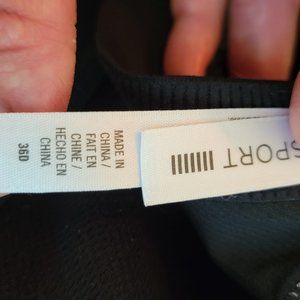 MADE IN
CHINA /
FAIT EN
CHINE /
HECHO EN
CHINA
36D
SPORT